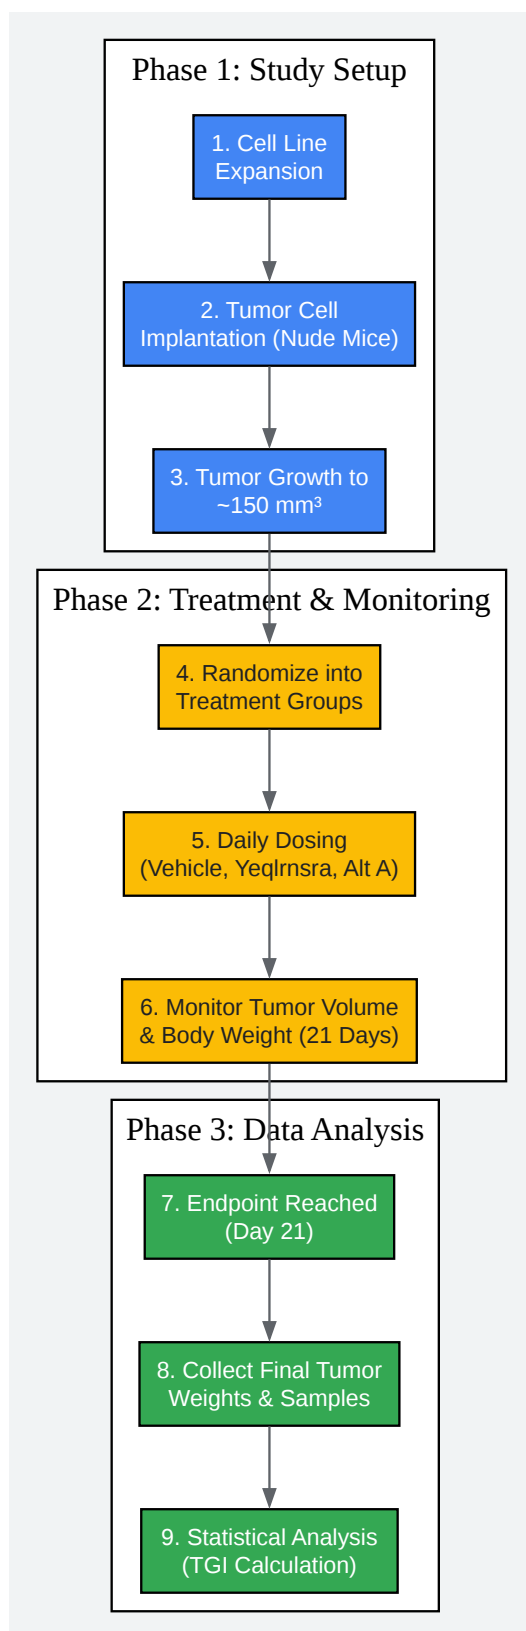 Phase 1: Study Setup
1. Cell Line
Expansion
2. Tumor Cell
Implantation (Nude Mice)
3. Tumor Growth to
~150 mm³
Phase 2: Treatment & Monitoring
4. Randomize into
Treatment Groups
5. Daily Dosing
(Vehicle, Yeqlrnsra, Alt A)
6. Monitor Tumor Volume
& Body Weight (21 Days)
Phase 3: Data Analysis
7. Endpoint Reached
(Day 21)
8. Collect Final Tumor
Weights & Samples
9. Statistical Analysis
(TGI Calculation)